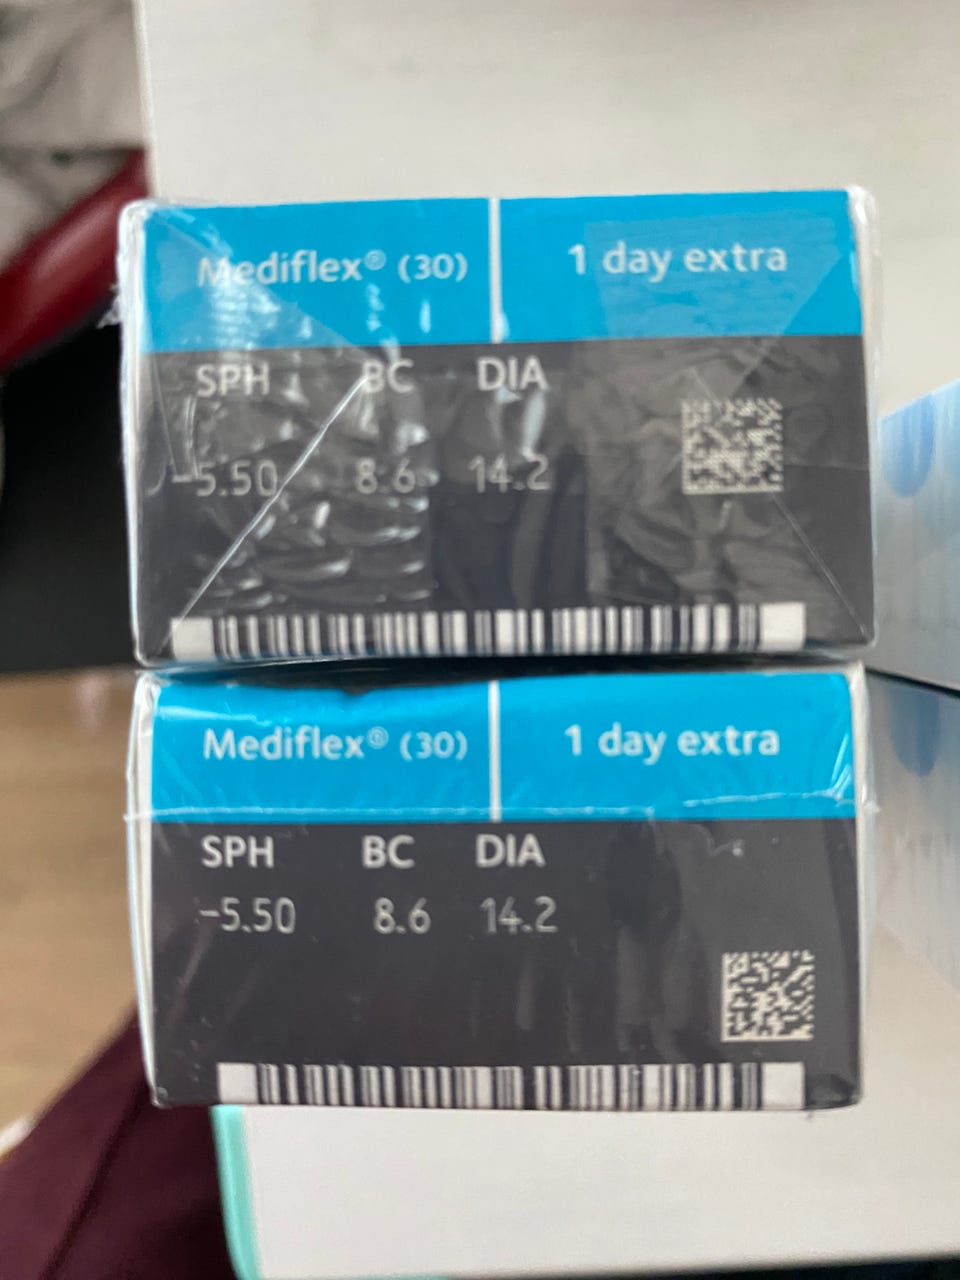 Mediflex® (30) 1 day extra
SPH BC DIA
-5.50 8.6 14.2
Mediflex® (30) 1 day extra
SPH BC DIA
-5.50 8.6 14.2